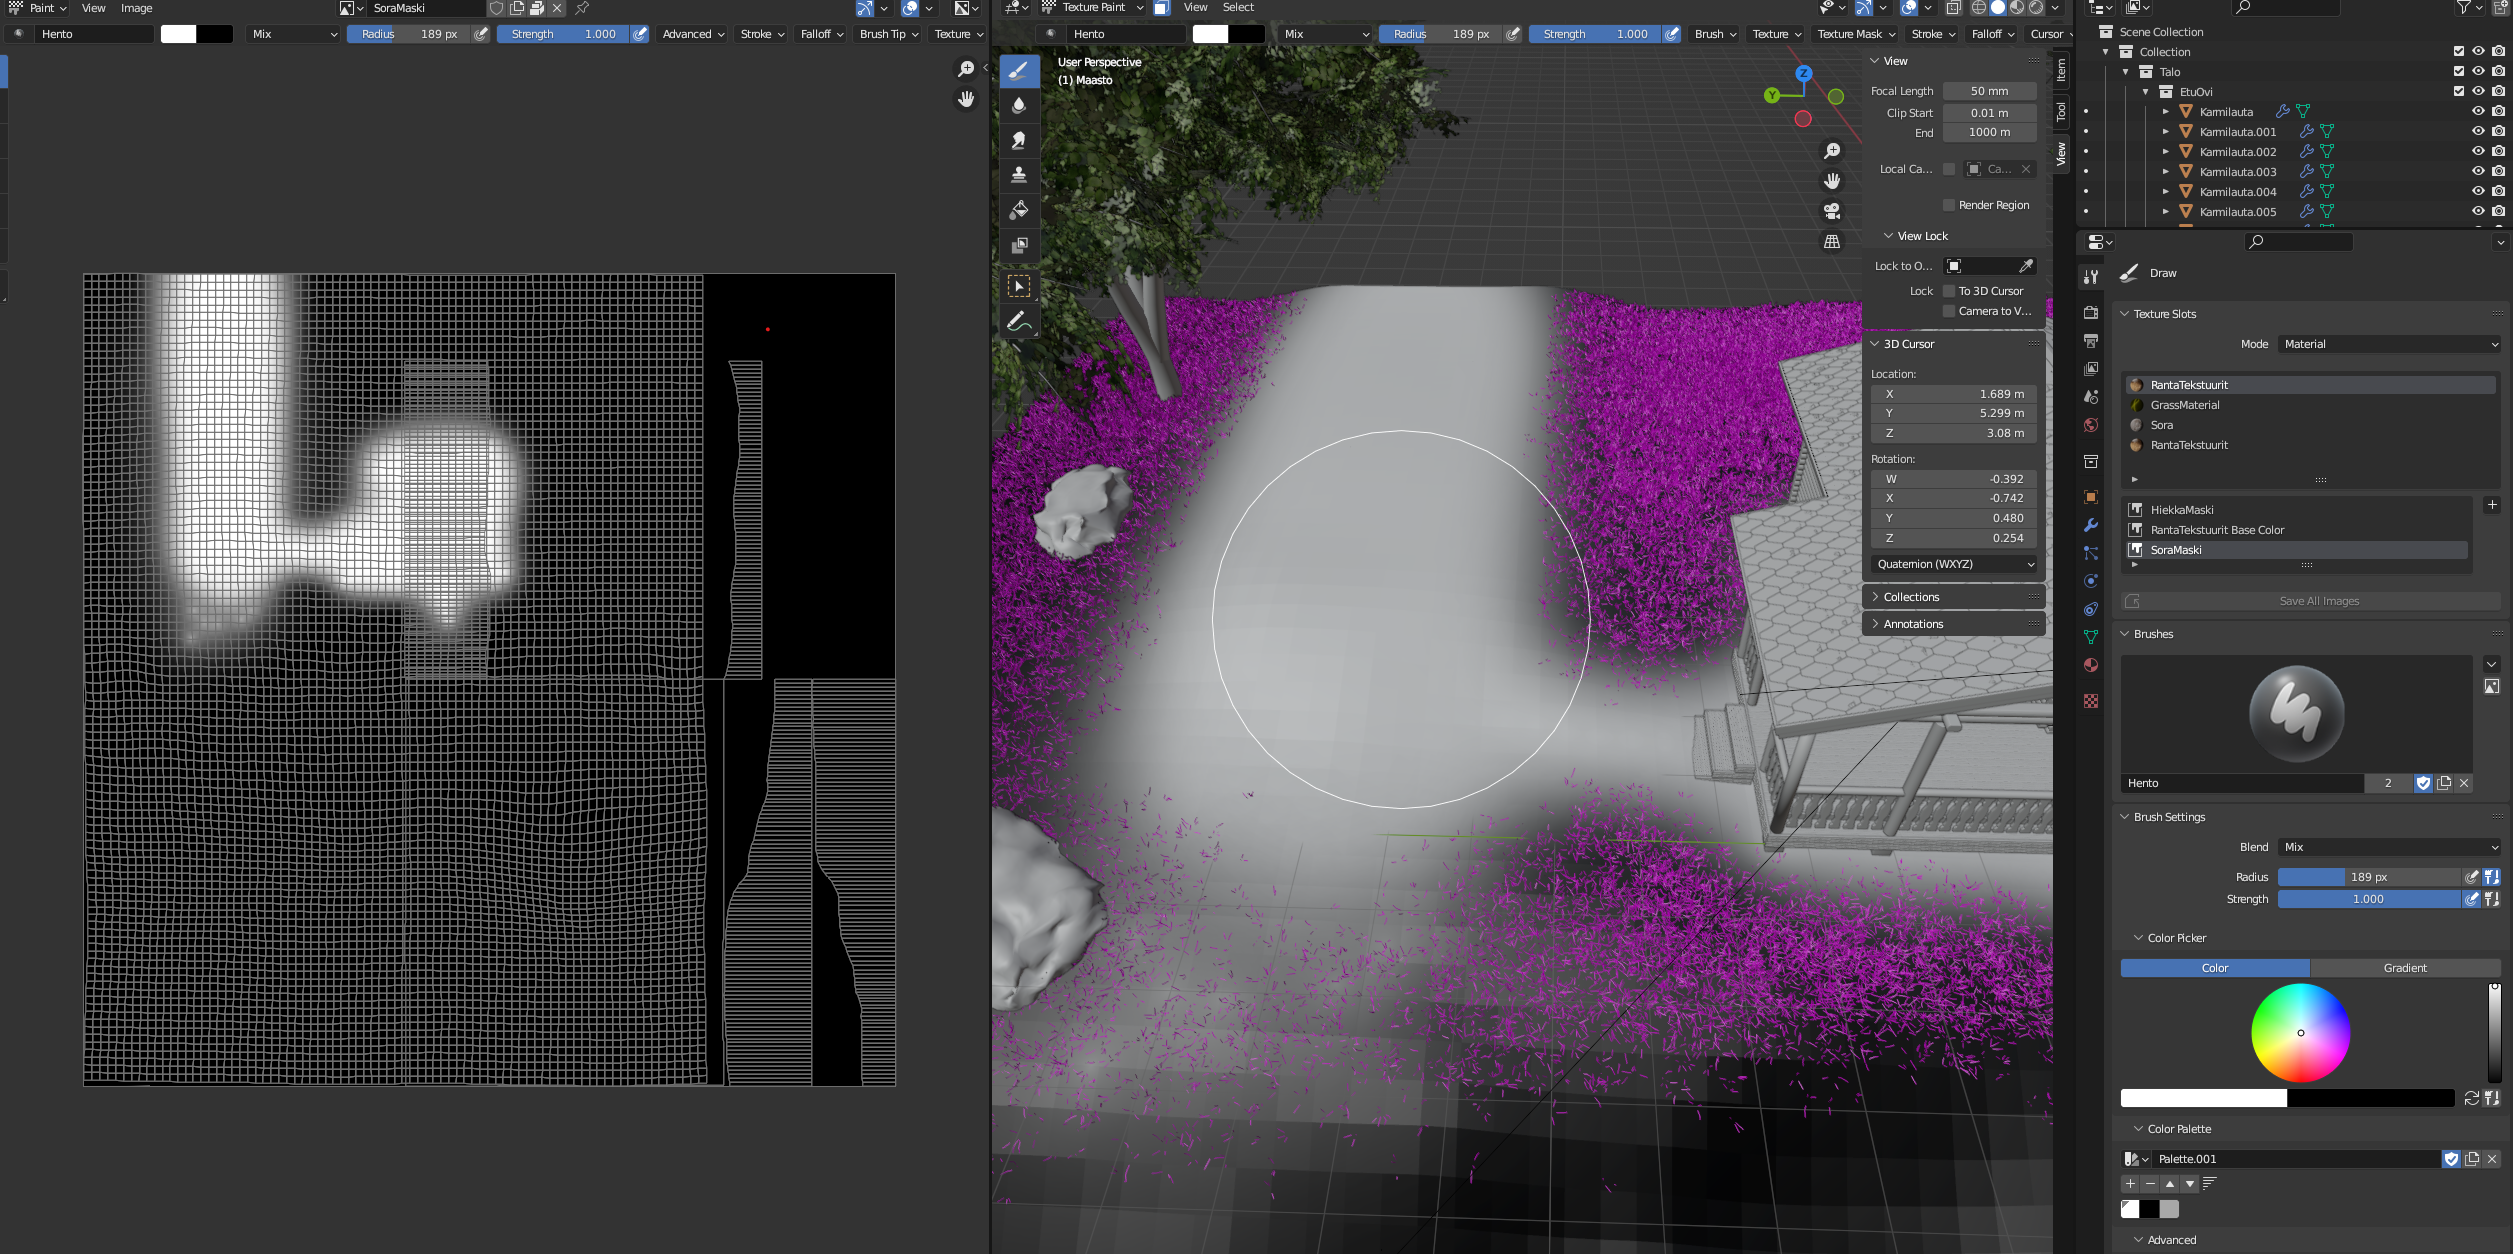 Paint View Image SoraMaski
Hento Mix Radius 189 px Strength 1.000 Advanced Stroke Falloff Brush Tip Texture
Texture Paint View Select
Hento Mix Radius 189 px Strength 1.000 Brush Texture Texture Mask Stroke Falloff Cursor
User Perspective
(1) Maasto
Z
Y
View
Focal Length 50 mm
Clip Start 0.01 m
End 1000 m
Local Ca... Ca...
Render Region
View Lock
Lock to O...
Lock To 3D Cursor
Camera to V...
3D Cursor
Location:
X 1.689 m
Y 5.299 m
Z 3.08 m
Rotation:
W -0.392
X -0.742
Y 0.480
Z 0.254
Quaternion (WXYZ)
Collections
Annotations
Item
Tool
View
Scene Collection
Collection
Talo
EtuOvi
Karmilauta
Karmilauta.001
Karmilauta.002
Karmilauta.003
Karmilauta.004
Karmilauta.005
Draw
Texture Slots
Mode Material
RantaTekstuurit
GrassMaterial
Sora
RantaTekstuurit
HiekkaMaski
RantaTekstuurit Base Color
SoraMaski
Save All Images
Brushes
Hento 2
Brush Settings
Blend Mix
Radius 189 px
Strength 1.000
Color Picker
Color Gradient
Color Palette
Palette.001
Advanced